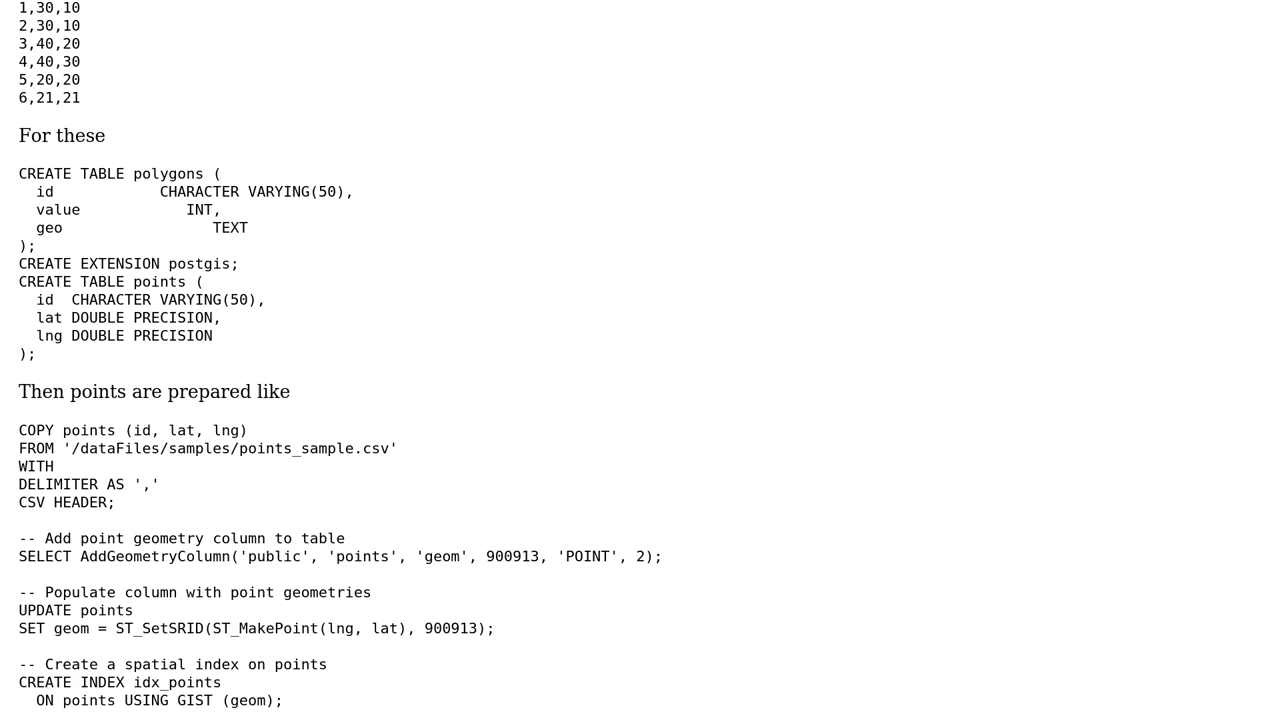 1,30,10
2,30,10
3,40,20
4,40,30
5,20,20
6,21,21
For these
CREATE TABLE polygons (
  id            CHARACTER VARYING(50),
  value            INT,
  geo                 TEXT
);
CREATE EXTENSION postgis;
CREATE TABLE points (
  id  CHARACTER VARYING(50),
  lat DOUBLE PRECISION,
  lng DOUBLE PRECISION
);
Then points are prepared like
COPY points (id, lat, lng)
FROM '/dataFiles/samples/points_sample.csv'
WITH
DELIMITER AS ','
CSV HEADER;
-- Add point geometry column to table
SELECT AddGeometryColumn('public', 'points', 'geom', 900913, 'POINT', 2);
-- Populate column with point geometries
UPDATE points
SET geom = ST_SetSRID(ST_MakePoint(lng, lat), 900913);
-- Create a spatial index on points
CREATE INDEX idx_points
  ON points USING GIST (geom);